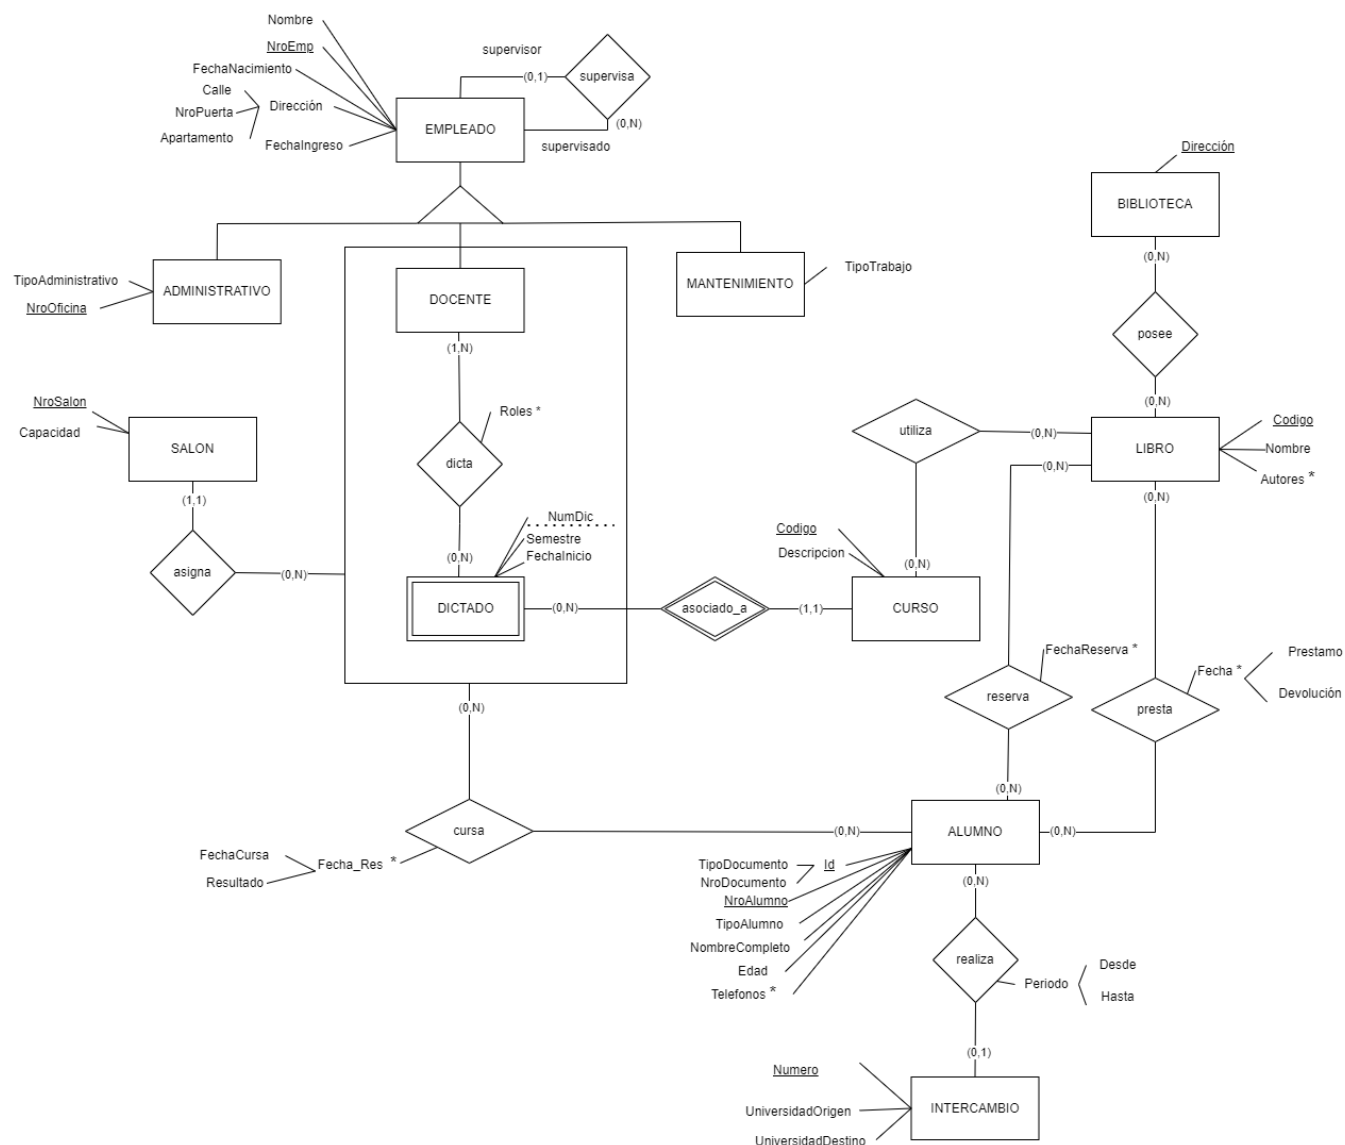 Nombre
NroEmp
FechaNacimiento
Calle
NroPuerta
Apartamento
Dirección
FechaIngreso
EMPLEADO
supervisor
(0,1)
supervisa
(0,N)
supervisado
TipoAdministrativo
NroOficina
ADMINISTRATIVO
DOCENTE
MANTENIMIENTO
TipoTrabajo
Dirección
BIBLIOTECA
(0,N)
posee
(0,N)
NroSalon
Capacidad
SALON
(1,1)
asigna
(0,N)
(1,N)
Roles *
dicta
(0,N)
NumDic
Semestre
FechaInicio
DICTADO
(0,N)
asociado_a
(1,1)
Codigo
Descripcion
CURSO
(0,N)
utiliza
(0,N)
LIBRO
Codigo
Nombre
Autores *
(0,N)
(0,N)
FechaReserva *
reserva
(0,N)
Fecha *
Prestamo
Devolución
presta
(0,N)
(0,N)
cursa
FechaCursa
Resultado
Fecha_Res *
(0,N)
ALUMNO
TipoDocumento
NroDocumento
Id
NroAlumno
TipoAlumno
NombreCompleto
Edad
Telefonos *
(0,N)
realiza
Periodo
Desde
Hasta
(0,1)
Numero
UniversidadOrigen
UniversidadDestino
INTERCAMBIO